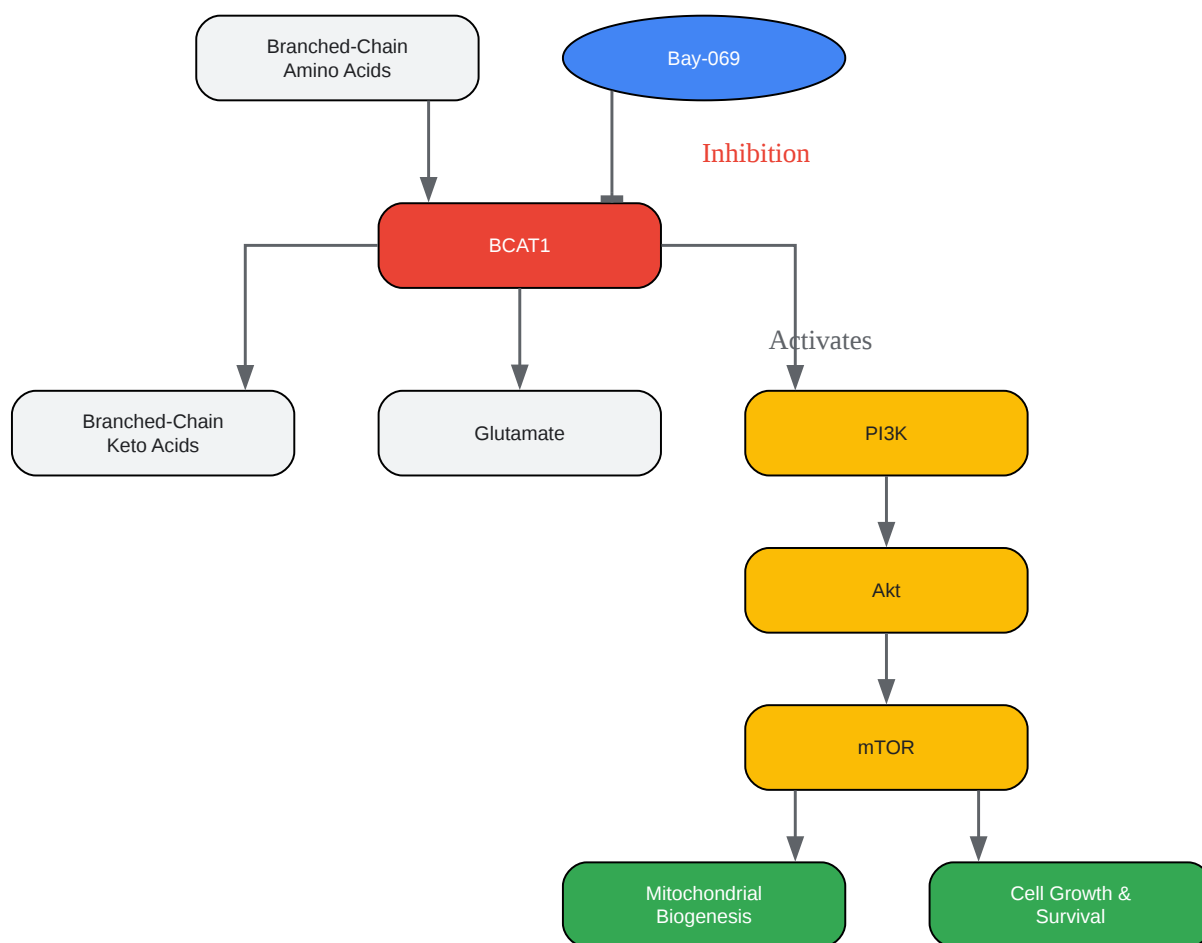 Branched-Chain
Amino Acids
Bay-069
Inhibition
BCAT1
Activates
Branched-Chain
Keto Acids
Glutamate
PI3K
Akt
mTOR
Mitochondrial
Biogenesis
Cell Growth &
Survival